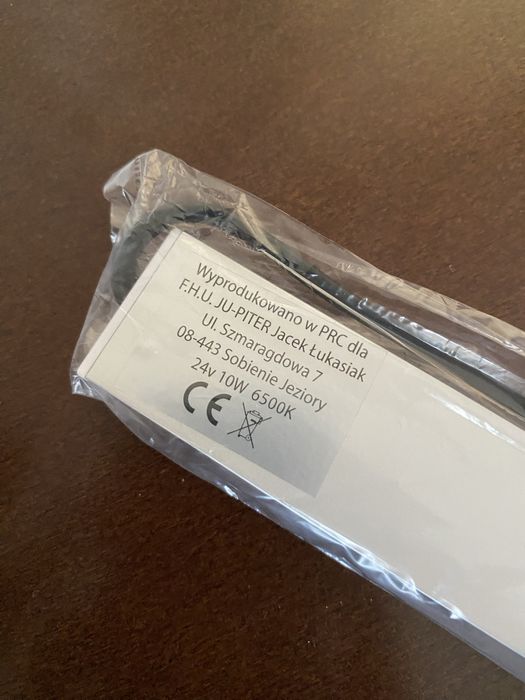 Wyprodukowano w PRC dla
F.H.U. JU-PITER Jacek Łukasiak
Ul. Szmaragdowa 7
08-443 Sobienie Jeziory
24v 10W 6500K
CE